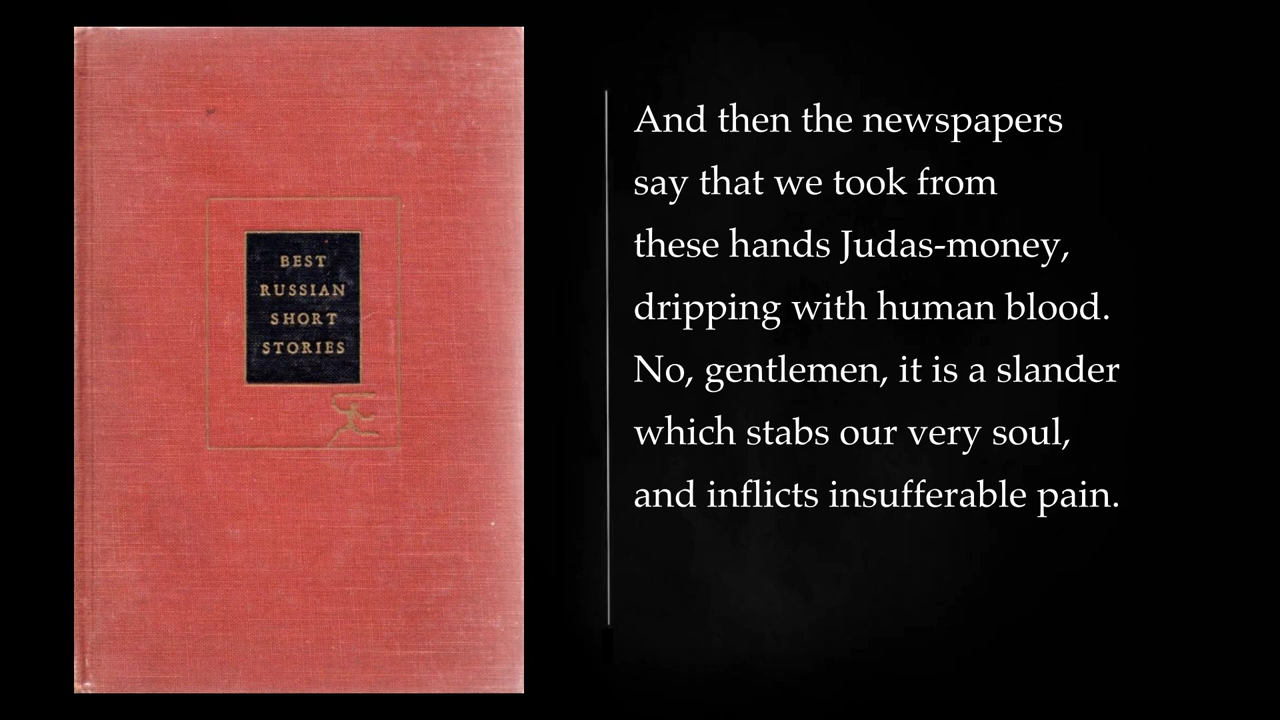 BEST
RUSSIAN
SHORT
STORIES
And then the newspapers
say that we took from
these hands Judas-money,
dripping with human blood.
No, gentlemen, it is a slander
which stabs our very soul,
and inflicts insufferable pain.